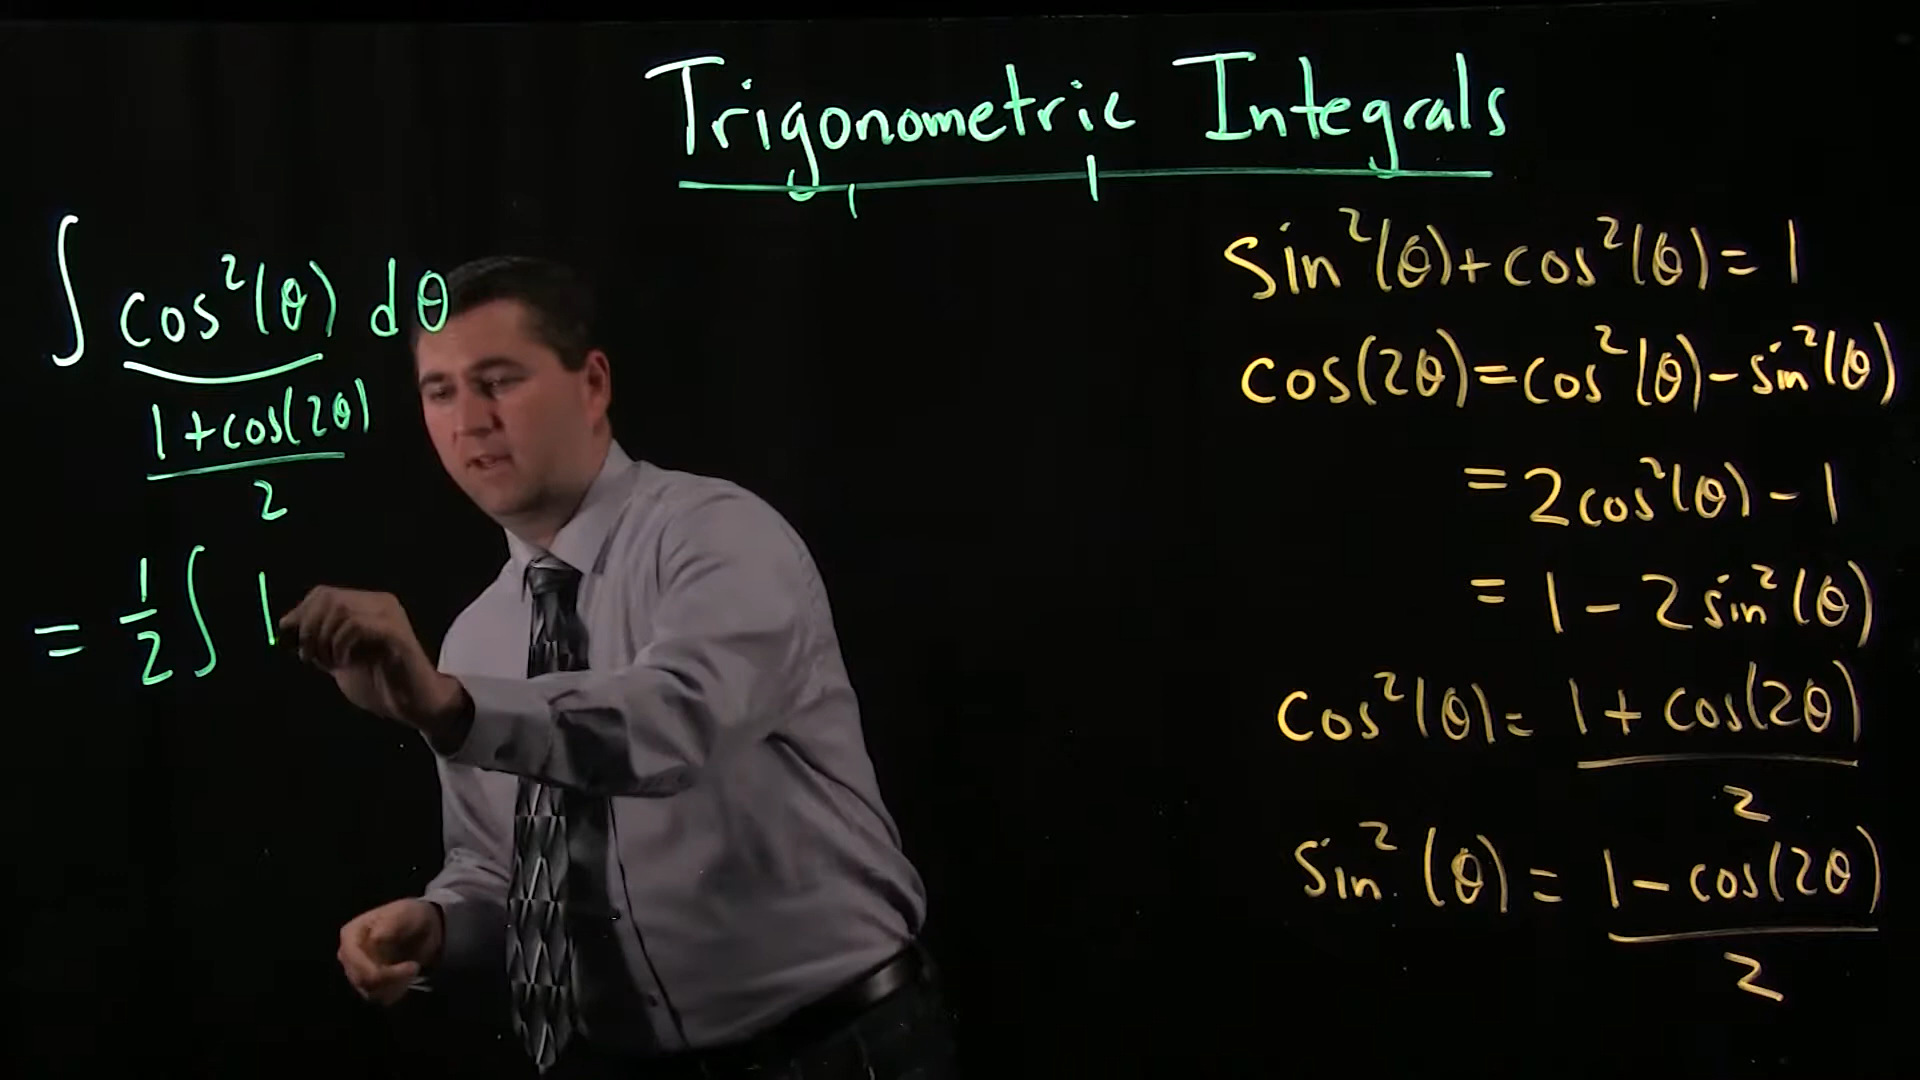 Trigonometric Integrals
∫ cos²(θ) dθ
1 + cos(2θ)
2
= 1/2 ∫ 1
sin²(θ) + cos²(θ) = 1
cos(2θ) = cos²(θ) − sin²(θ)
= 2cos²(θ) − 1
= 1 − 2sin²(θ)
cos²(θ) = 1 + cos(2θ)
2
sin²(θ) = 1 − cos(2θ)
2